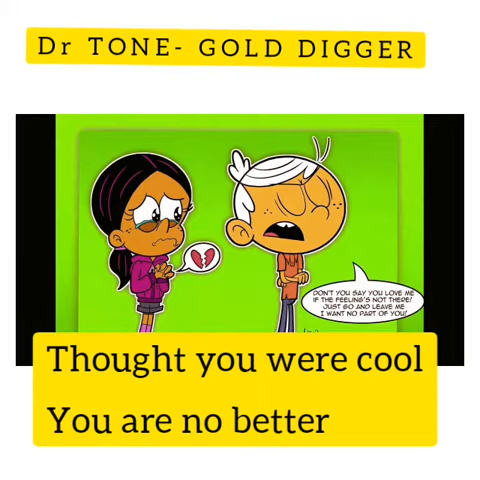 Dr TONE- GOLD DIGGER
DON'T YOU SAY YOU LOVE ME
IF THE FEELING'S NOT THERE!
JUST GO AND LEAVE ME
I WANT NO PART OF YOU!
Thought you were cool
You are no better